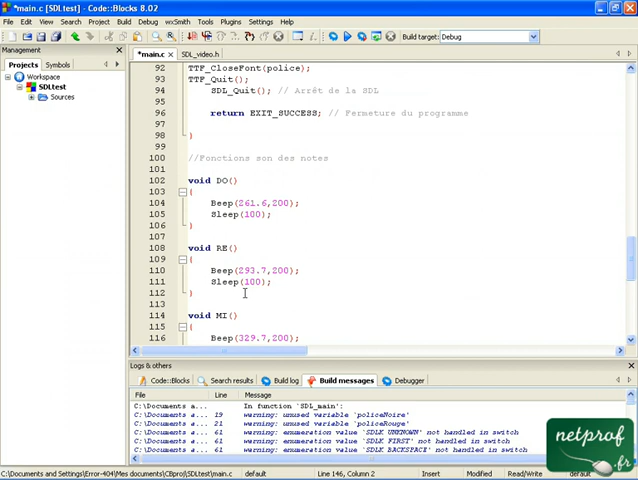 *main.c [SDLtest] - Code::Blocks 8.02
File Edit View Search Project Build Debug wxSmith Tools Plugins Settings Help
Build target: Debug
Management
Projects Symbols
Workspace
SDLtest
Sources
*main.c SDL_video.h
92 TTF_CloseFont(police);
93 TTF_Quit();
94 SDL_Quit(); // Arrêt de la SDL
95
96 return EXIT_SUCCESS; // Fermeture du programme
97
98 }
99
100 //Fonctions son des notes
101
102 void DO()
103 {
104 Beep(261.6,200);
105 Sleep(100);
106 }
107
108 void RE()
109 {
110 Beep(293.7,200);
111 Sleep(100);
112 }
113
114 void MI()
115 {
116 Beep(329.7,200);
Logs & others
Code::Blocks Search results Build log Build messages Debugger
File Line Message
C:\Documents a... In function `SDL_main':
C:\Documents a... 19 warning: unused variable `policeNoire'
C:\Documents a... 21 warning: unused variable `policeRouge'
C:\Documents a... 61 warning: enumeration value `SDLK_UNKNOWN' not handled in switch
C:\Documents a... 61 warning: enumeration value `SDLK_FIRST' not handled in switch
C:\Documents a... 61 warning: enumeration value `SDLK_BACKSPACE' not handled in switch
netprof
.fr
C:\Documents and Settings\Error-404\Mes documents\CBproj\SDLtest\main.c default Line 146, Column 2 Insert Modified Read/Write default